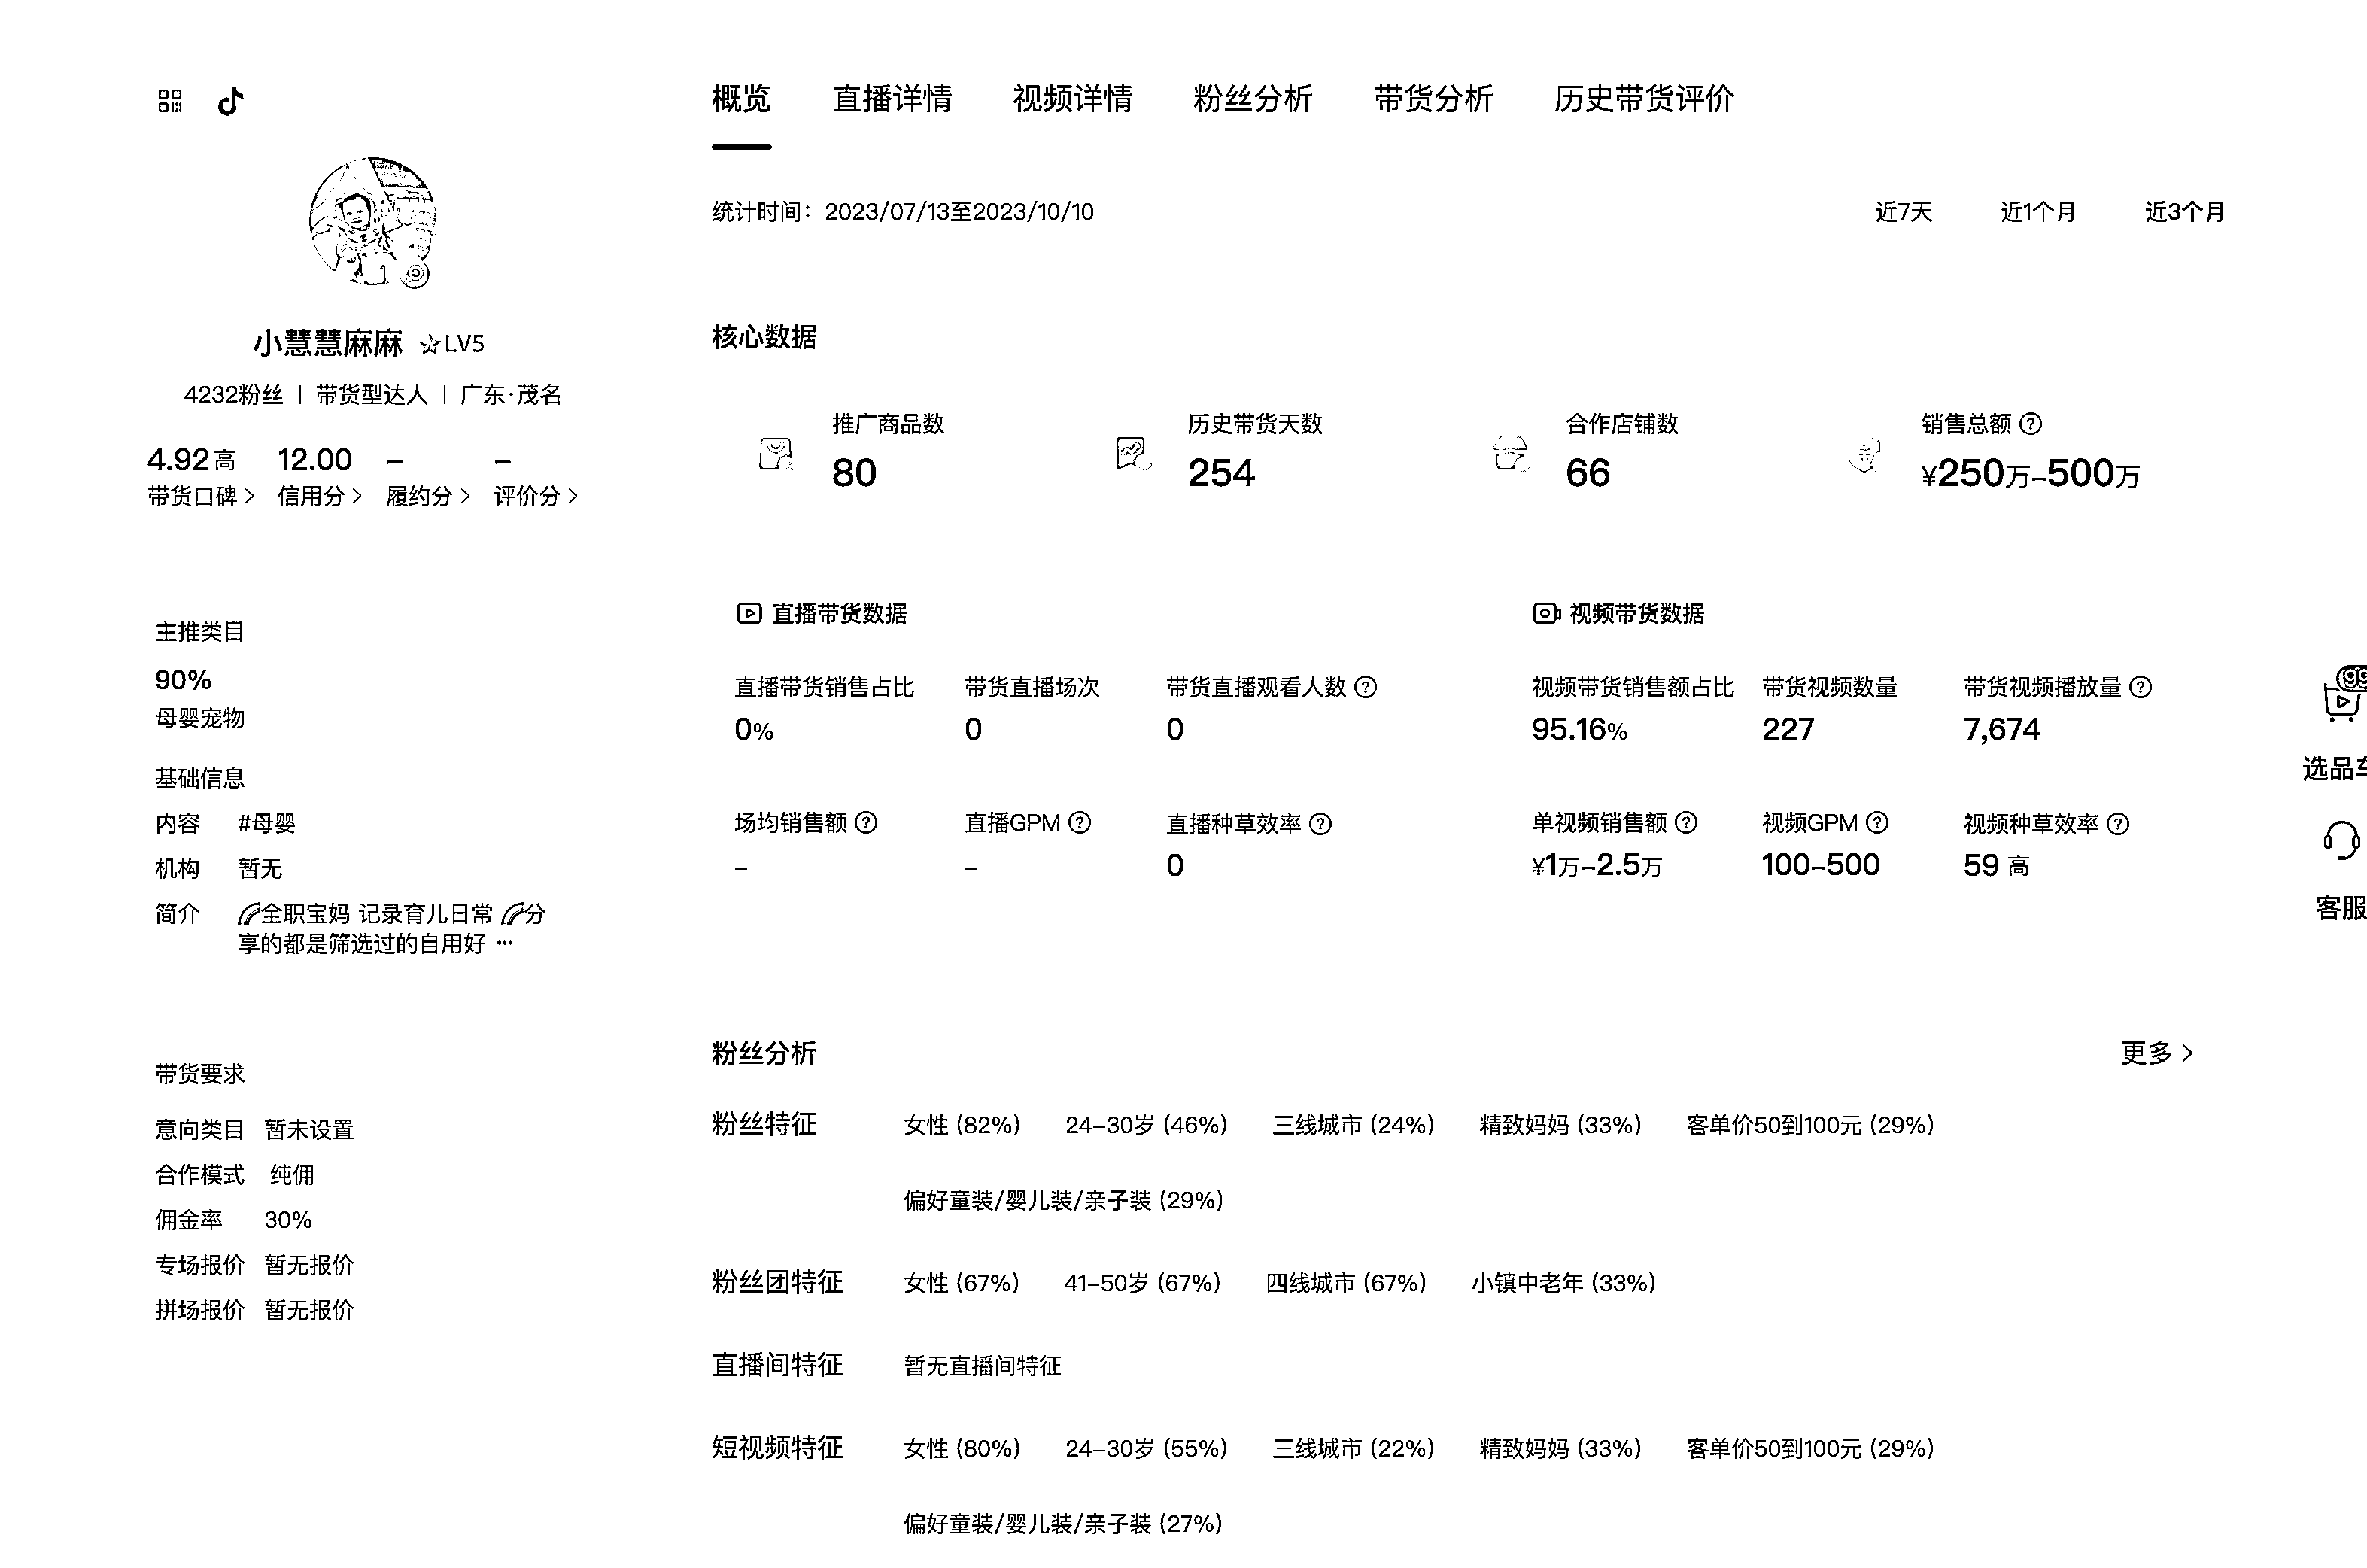 概览 直播详情 视频详情 粉丝分析 带货分析 历史带货评价
统计时间：2023/07/13至2023/10/10 近7天 近1个月 近3个月
小慧慧麻麻 LV5
4232粉丝 | 带货型达人 | 广东·茂名
4.92高 12.00 – –
带货口碑 > 信用分 > 履约分 > 评价分 >
主推类目
90%
母婴宠物
基础信息
内容 #母婴
机构 暂无
简介 全职宝妈 记录育儿日常 分
享的都是筛选过的自用好 ...
带货要求
意向类目 暂未设置
合作模式 纯佣
佣金率 30%
专场报价 暂无报价
拼场报价 暂无报价
核心数据
推广商品数 历史带货天数 合作店铺数 销售总额
80 254 66 ¥250万–500万
直播带货数据
直播带货销售占比 带货直播场次 带货直播观看人数
0% 0 0
场均销售额 直播GPM 直播种草效率
– – 0
视频带货数据
视频带货销售额占比 带货视频数量 带货视频播放量
95.16% 227 7,674
单视频销售额 视频GPM 视频种草效率
¥1万–2.5万 100–500 59 高
选品车
客服
粉丝分析 更多 >
粉丝特征 女性 (82%) 24–30岁 (46%) 三线城市 (24%) 精致妈妈 (33%) 客单价50到100元 (29%)
偏好童装/婴儿装/亲子装 (29%)
粉丝团特征 女性 (67%) 41–50岁 (67%) 四线城市 (67%) 小镇中老年 (33%)
直播间特征 暂无直播间特征
短视频特征 女性 (80%) 24–30岁 (55%) 三线城市 (22%) 精致妈妈 (33%) 客单价50到100元 (29%)
偏好童装/婴儿装/亲子装 (27%)